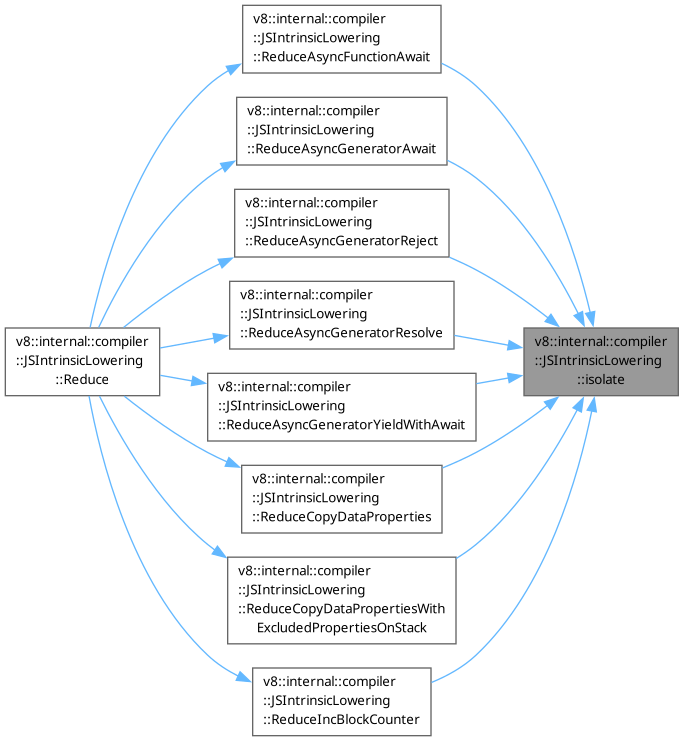 v8::internal::compiler
::JSIntrinsicLowering
::ReduceAsyncFunctionAwait
v8::internal::compiler
::JSIntrinsicLowering
::ReduceAsyncGeneratorAwait
v8::internal::compiler
::JSIntrinsicLowering
::ReduceAsyncGeneratorReject
v8::internal::compiler
::JSIntrinsicLowering
::ReduceAsyncGeneratorResolve
v8::internal::compiler
::JSIntrinsicLowering
::Reduce
v8::internal::compiler
::JSIntrinsicLowering
::isolate
v8::internal::compiler
::JSIntrinsicLowering
::ReduceAsyncGeneratorYieldWithAwait
v8::internal::compiler
::JSIntrinsicLowering
::ReduceCopyDataProperties
v8::internal::compiler
::JSIntrinsicLowering
::ReduceCopyDataPropertiesWith
ExcludedPropertiesOnStack
v8::internal::compiler
::JSIntrinsicLowering
::ReduceIncBlockCounter